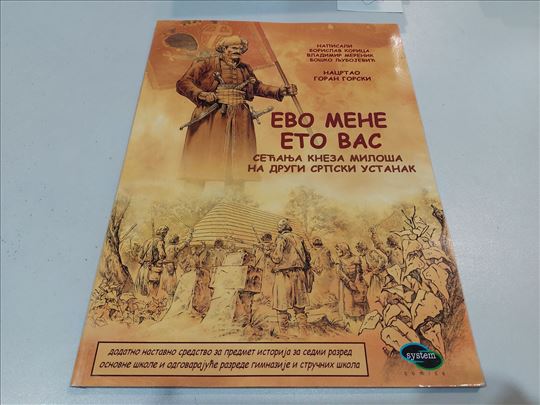 НАПИСАЛИ
БОРИСЛАВ КОРИЦА
ВЛАДИМИР МЕРЕНИК
БОШКО ЉУБОЈЕВИЋ
НАЦРТАО
ГОРАН ГОРСКИ
ЕВО МЕНЕ
ЕТО ВАС
СЕЋАЊА КНЕЗА МИЛОША
НА ДРУГИ СРПСКИ УСТАНАК
додатно наставно средство за предмет историја за седми разред
основне школе и одговарајуће разреде гимназије и стручних школа
system
comics